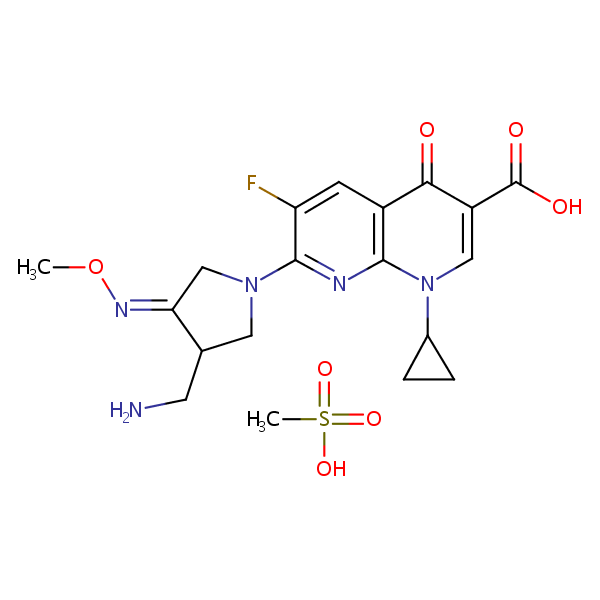 O O
F OH
H₃C O N
N N N
H₂N O
H₃C S O
OH